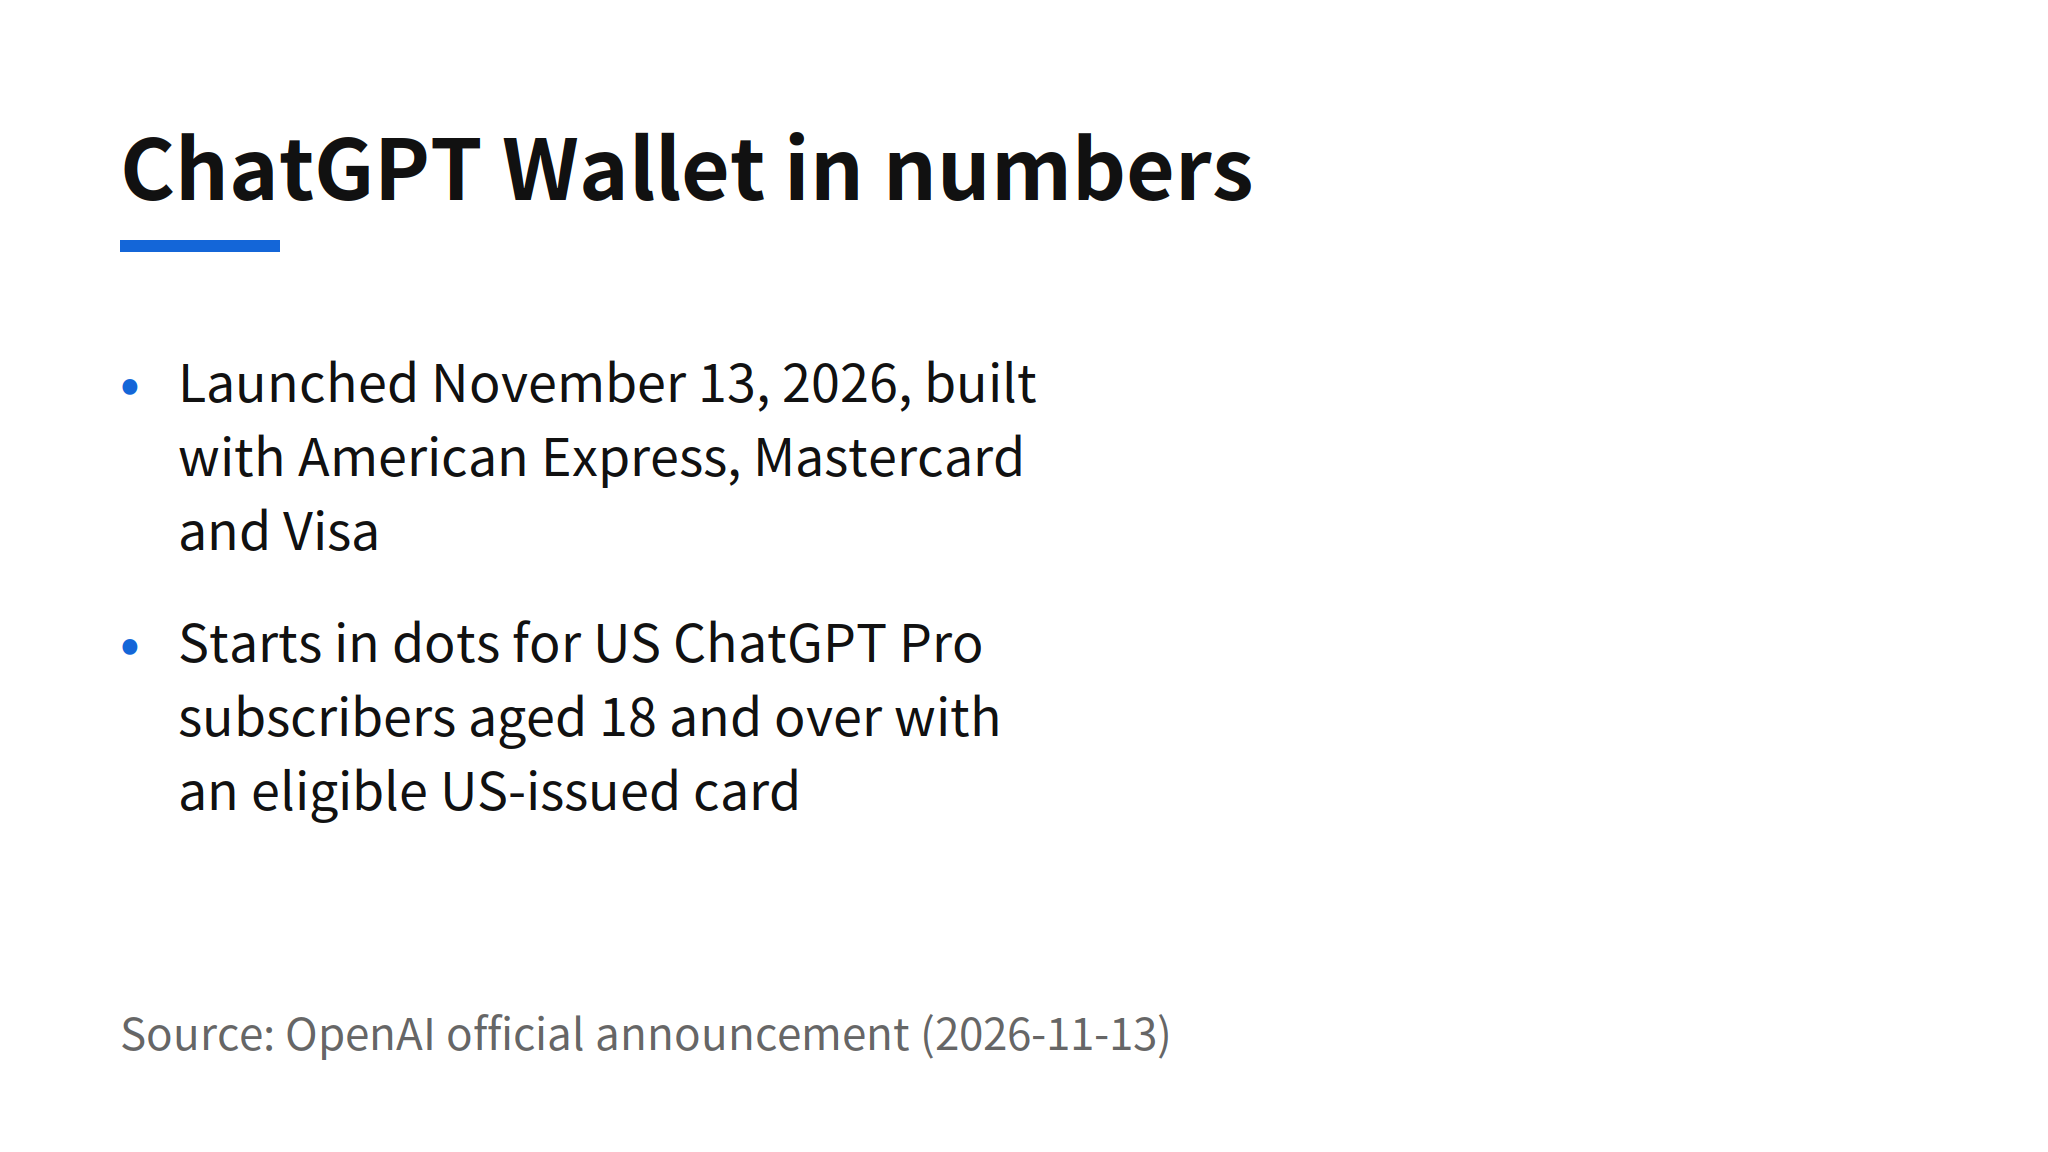 ChatGPT Wallet in numbers
• Launched November 13, 2026, built
with American Express, Mastercard
and Visa
• Starts in dots for US ChatGPT Pro
subscribers aged 18 and over with
an eligible US-issued card
Source: OpenAI official announcement (2026-11-13)